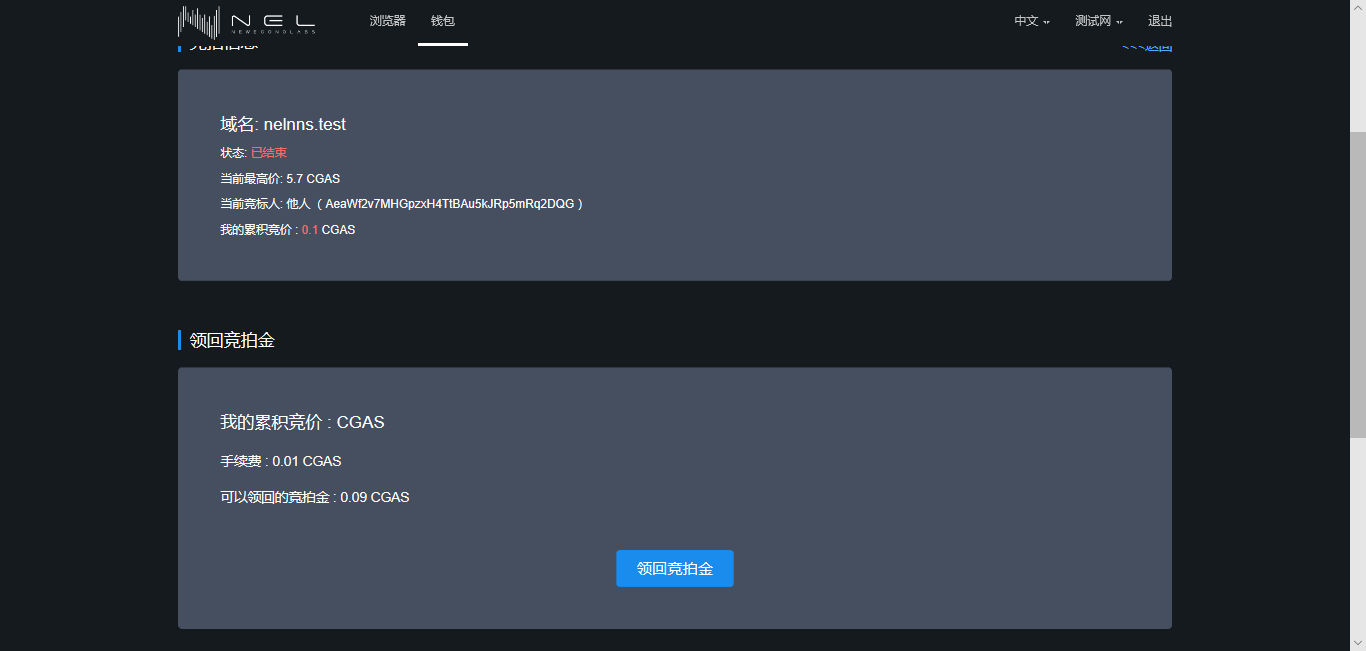 NEL
NEWECONOLABS
浏览器
钱包
中文
测试网
退出
<<<返回
域名: nelnns.test
状态: 已结束
当前最高价: 5.7 CGAS
当前竞标人: 他人 （AeaWf2v7MHGpzxH4TtBAu5kJRp5mRq2DQG ）
我的累积竞价 : 0.1 CGAS
领回竞拍金
我的累积竞价 : CGAS
手续费 : 0.01 CGAS
可以领回的竞拍金 : 0.09 CGAS
领回竞拍金